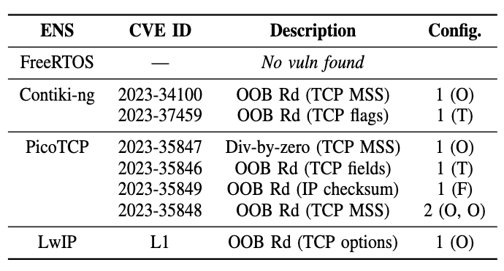 ENS CVE ID Description Config.
FreeRTOS — No vuln found
Contiki-ng 2023-34100 OOB Rd (TCP MSS) 1 (O)
2023-37459 OOB Rd (TCP flags) 1 (T)
PicoTCP 2023-35847 Div-by-zero (TCP MSS) 1 (O)
2023-35846 OOB Rd (TCP fields) 1 (T)
2023-35849 OOB Rd (IP checksum) 1 (F)
2023-35848 OOB Rd (TCP MSS) 2 (O, O)
LwIP L1 OOB Rd (TCP options) 1 (O)